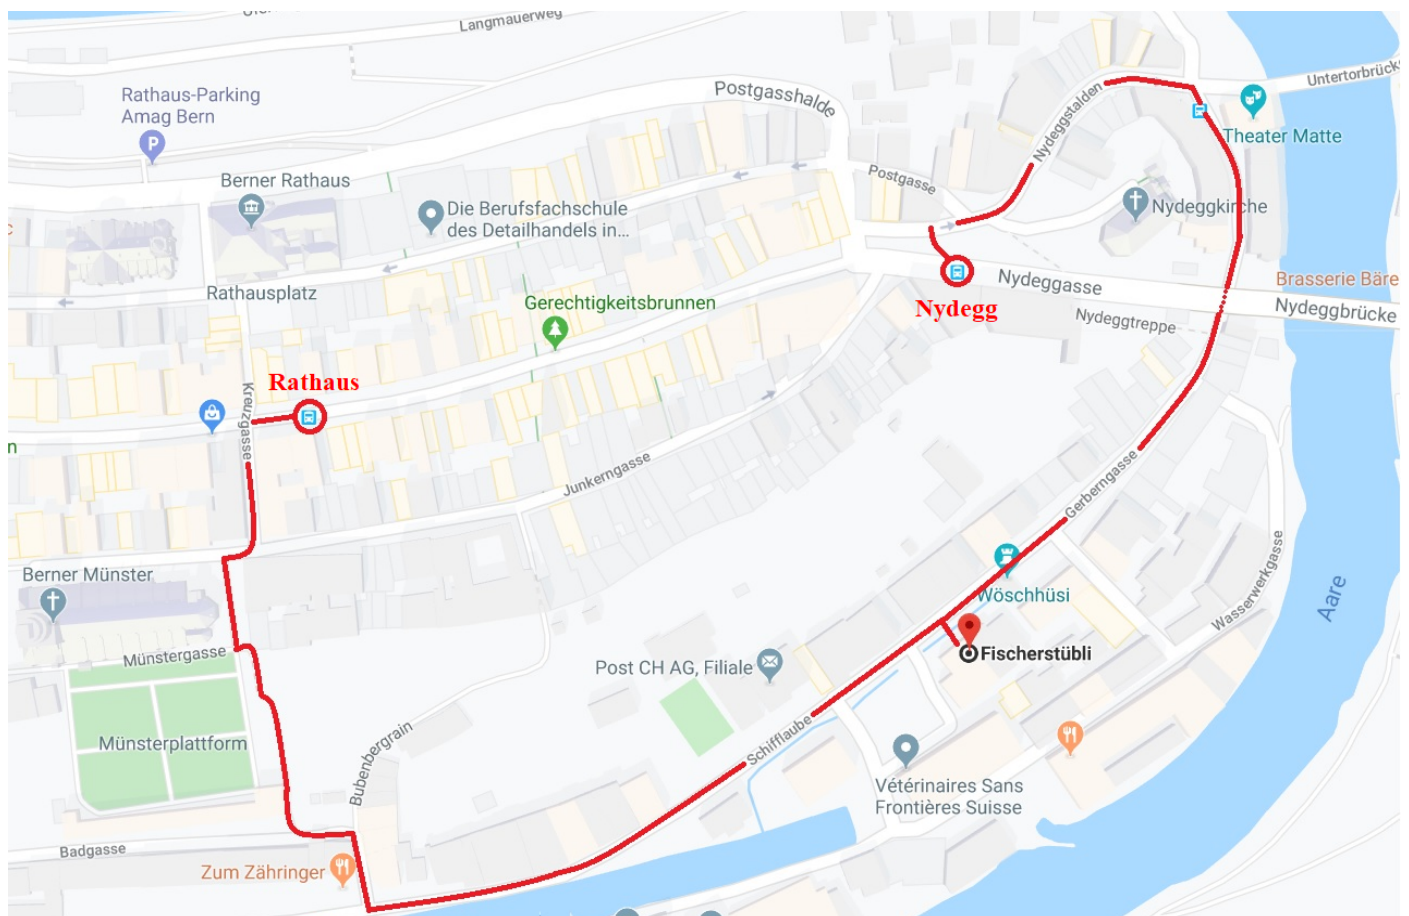 Langmauerweg
Untertorbrück
Rathaus-Parking
Amag Bern
Postgasshalde
Nydeggstalden
Theater Matte
Berner Rathaus
Postgasse
Die Berufsfachschule
des Detailhandels in...
Nydeggkirche
c
Rathausplatz
Nydeggasse
Brasserie Bäre
Gerechtigkeitsbrunnen
Nydegg
Nydeggbrücke
Nydeggtreppe
Rathaus
Kreuzgasse
n
Junkerngasse
Gerberngasse
Berner Münster
Wöschhüsi
Wasserwerkgasse
Aare
Münstergasse
Fischerstübli
Post CH AG, Filiale
Münsterplattform
Schifflaube
Bubenbergrain
Vétérinaires Sans
Frontières Suisse
Badgasse
Zum Zähringer